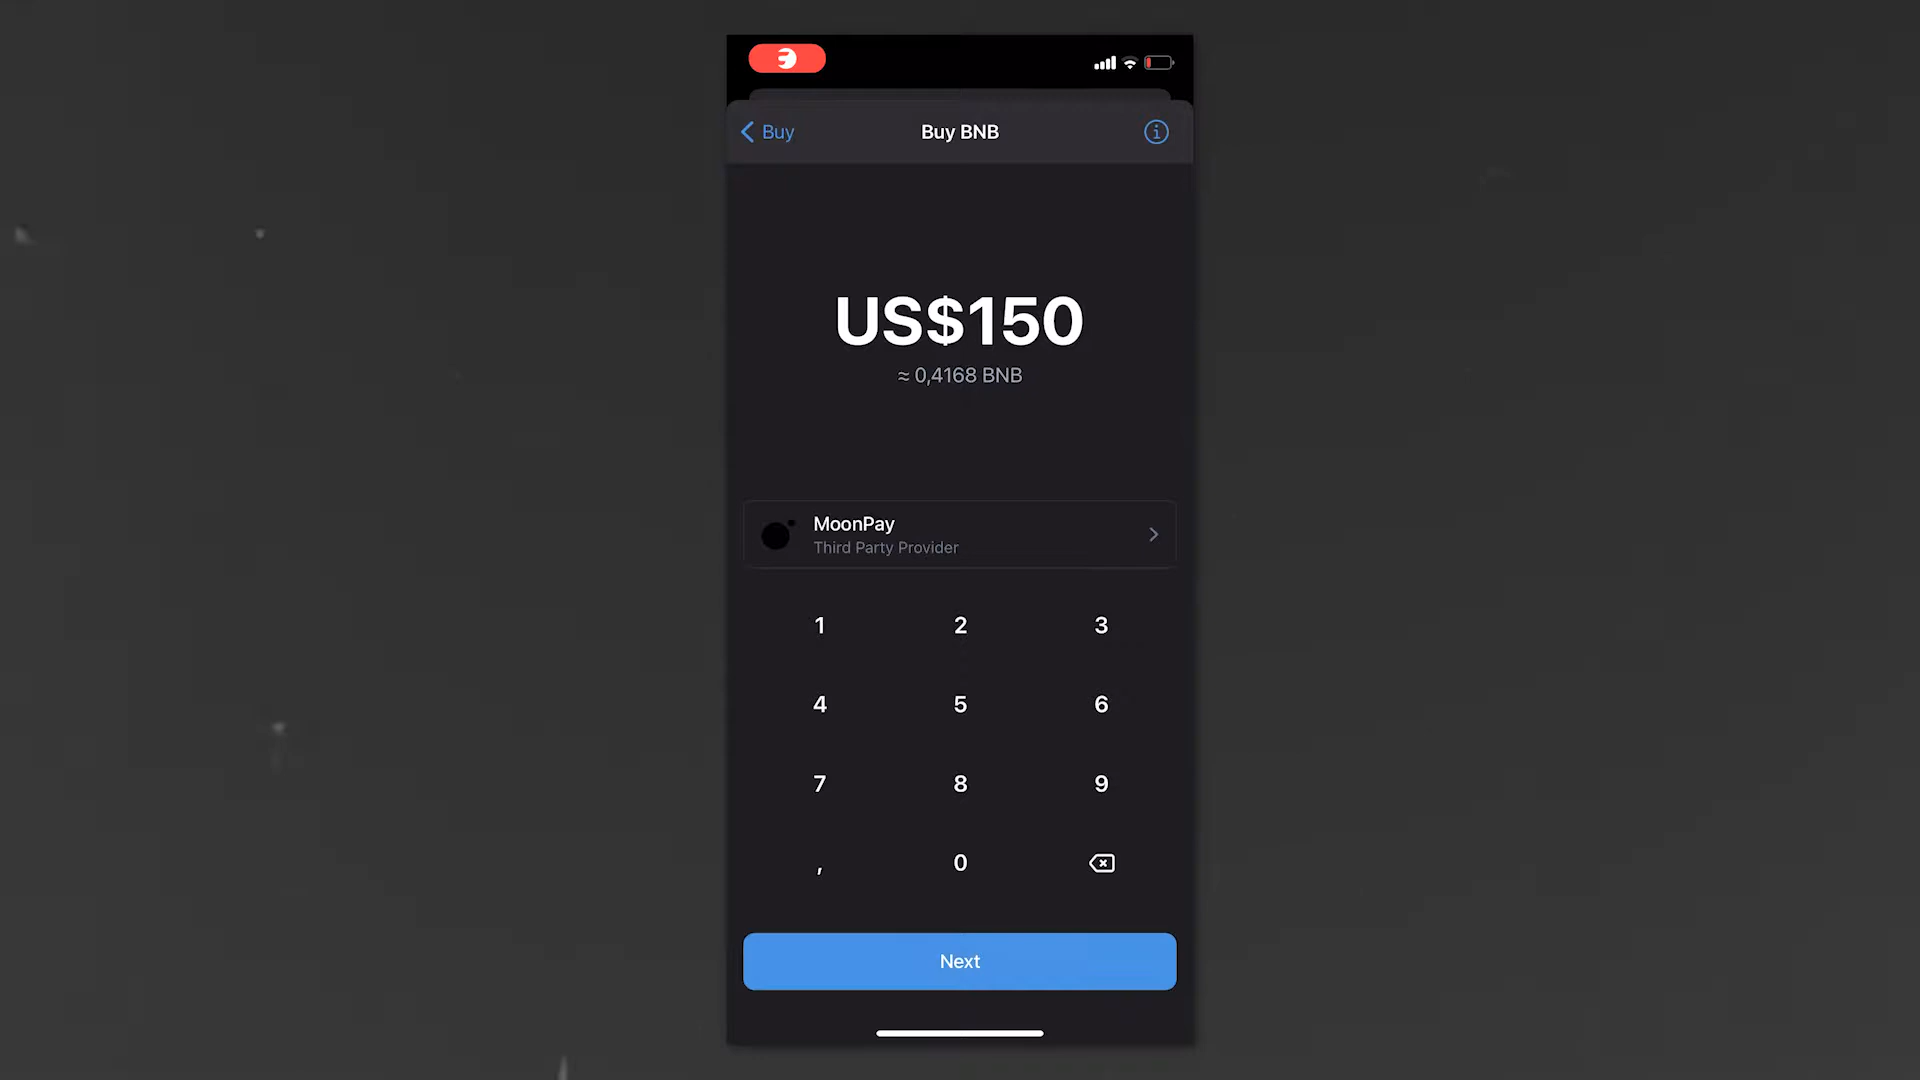 Buy
Buy BNB
US$150
≈ 0,4168 BNB
MoonPay
Third Party Provider
1 2 3
4 5 6
7 8 9
, 0
Next